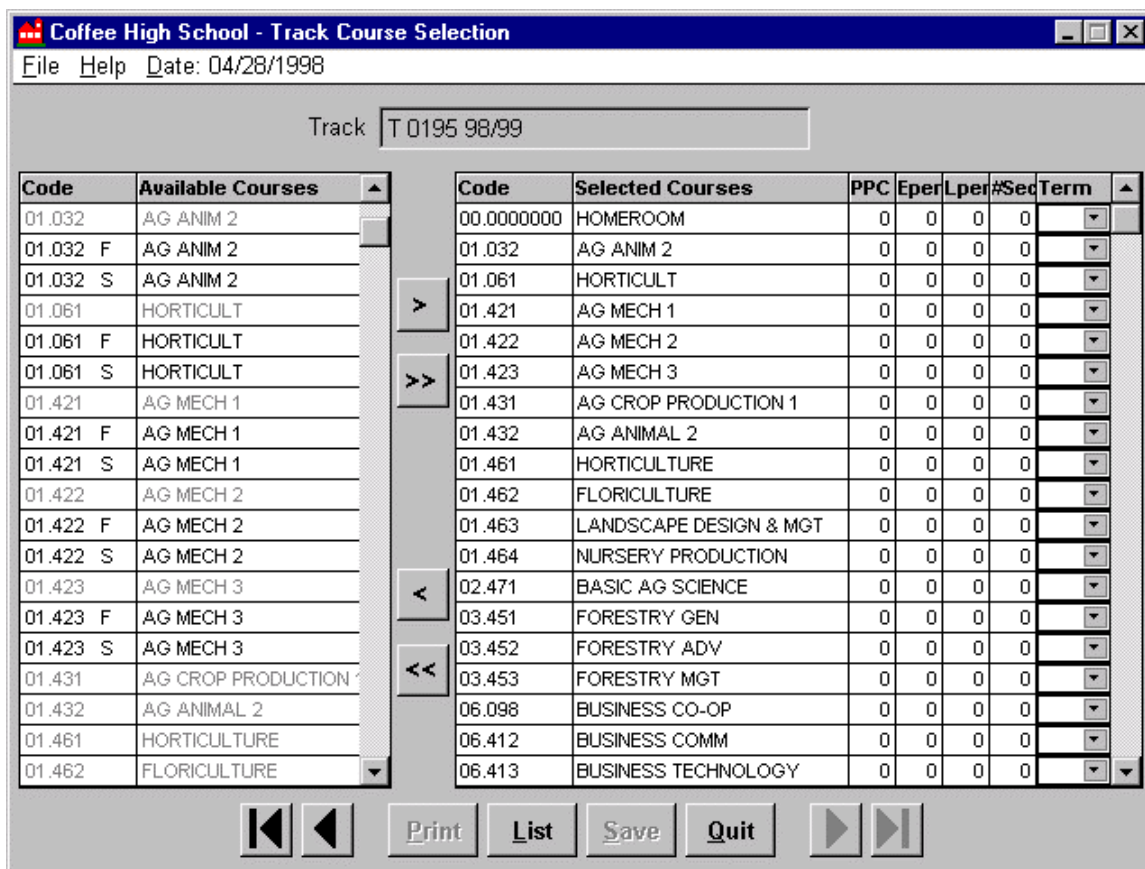 Coffee High School - Track Course Selection
File Help Date: 04/28/1998
Track T 0195 98/99
Code Available Courses
01.032 AG ANIM 2
01.032 F AG ANIM 2
01.032 S AG ANIM 2
01.061 HORTICULT
01.061 F HORTICULT
01.061 S HORTICULT
01.421 AG MECH 1
01.421 F AG MECH 1
01.421 S AG MECH 1
01.422 AG MECH 2
01.422 F AG MECH 2
01.422 S AG MECH 2
01.423 AG MECH 3
01.423 F AG MECH 3
01.423 S AG MECH 3
01.431 AG CROP PRODUCTION 1
01.432 AG ANIMAL 2
01.461 HORTICULTURE
01.462 FLORICULTURE
>
>>
<
<<
Code Selected Courses PPC Eper Lper #Sec Term
00.0000000 HOMEROOM 0 0 0 0
01.032 AG ANIM 2 0 0 0 0
01.061 HORTICULT 0 0 0 0
01.421 AG MECH 1 0 0 0 0
01.422 AG MECH 2 0 0 0 0
01.423 AG MECH 3 0 0 0 0
01.431 AG CROP PRODUCTION 1 0 0 0 0
01.432 AG ANIMAL 2 0 0 0 0
01.461 HORTICULTURE 0 0 0 0
01.462 FLORICULTURE 0 0 0 0
01.463 LANDSCAPE DESIGN & MGT 0 0 0 0
01.464 NURSERY PRODUCTION 0 0 0 0
02.471 BASIC AG SCIENCE 0 0 0 0
03.451 FORESTRY GEN 0 0 0 0
03.452 FORESTRY ADV 0 0 0 0
03.453 FORESTRY MGT 0 0 0 0
06.098 BUSINESS CO-OP 0 0 0 0
06.412 BUSINESS COMM 0 0 0 0
06.413 BUSINESS TECHNOLOGY 0 0 0 0
Print List Save Quit